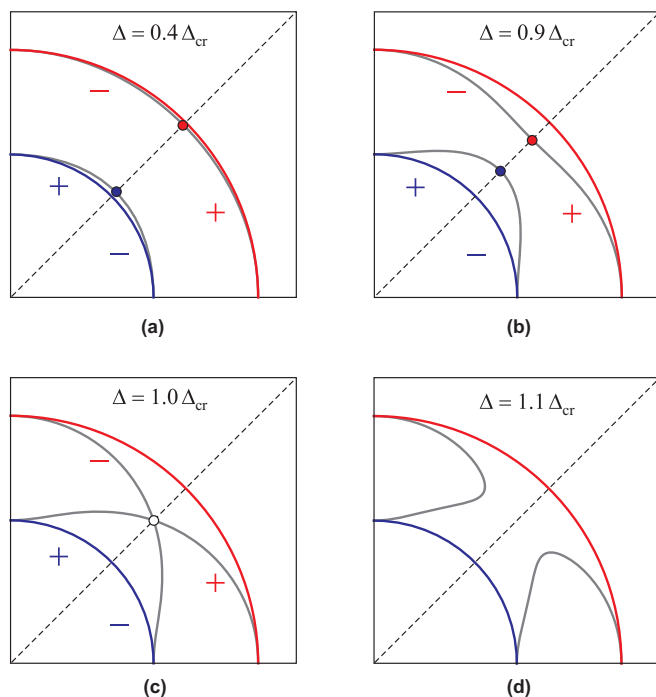 Δ = 0.4 Δcr
−
+
+
−
(a)
Δ = 0.9 Δcr
−
+
+
−
(b)
Δ = 1.0 Δcr
−
+
+
−
(c)
Δ = 1.1 Δcr
(d)